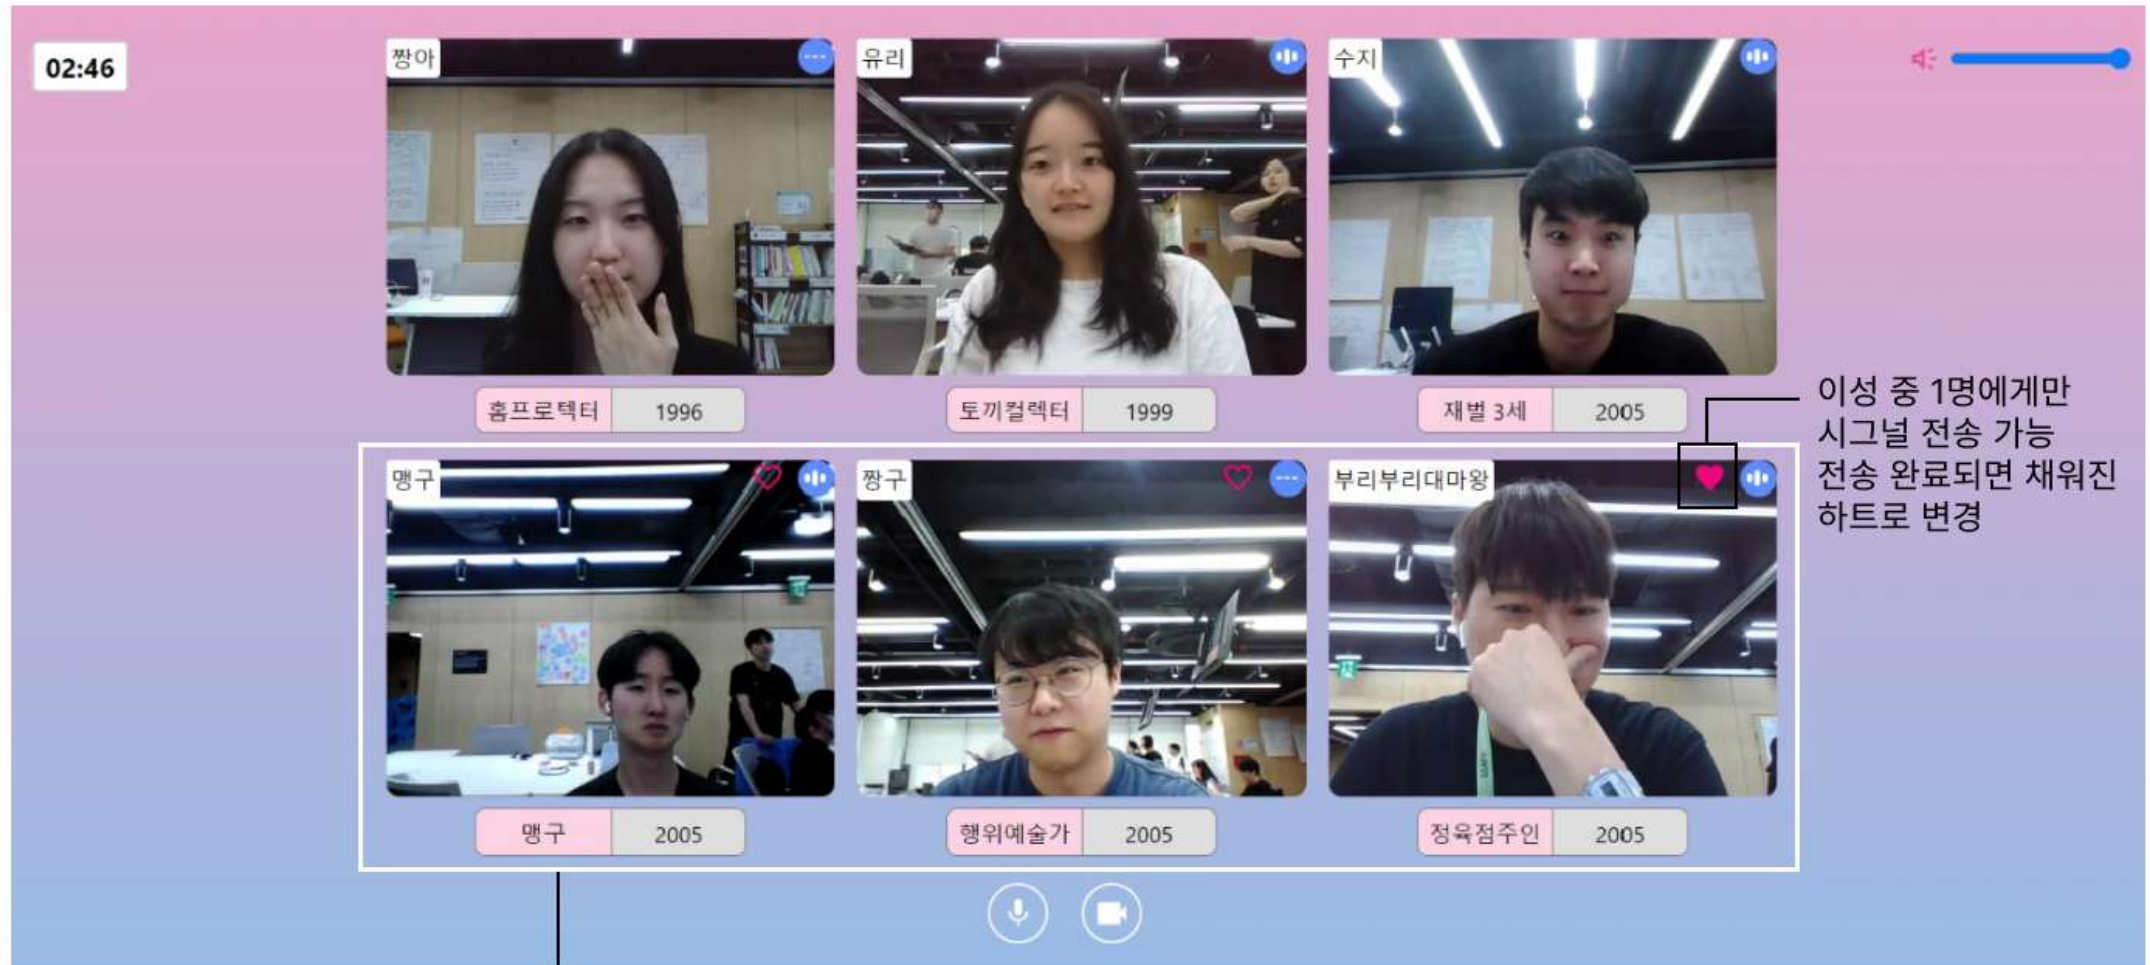 02:46
짱아
유리
수지
홈프로텍터 1996
토끼컬렉터 1999
재벌 3세 2005
이성 중 1명에게만
시그널 전송 가능
전송 완료되면 채워진
하트로 변경
맹구
짱구
부리부리대마왕
맹구 2005
행위예술가 2005
정육점주인 2005